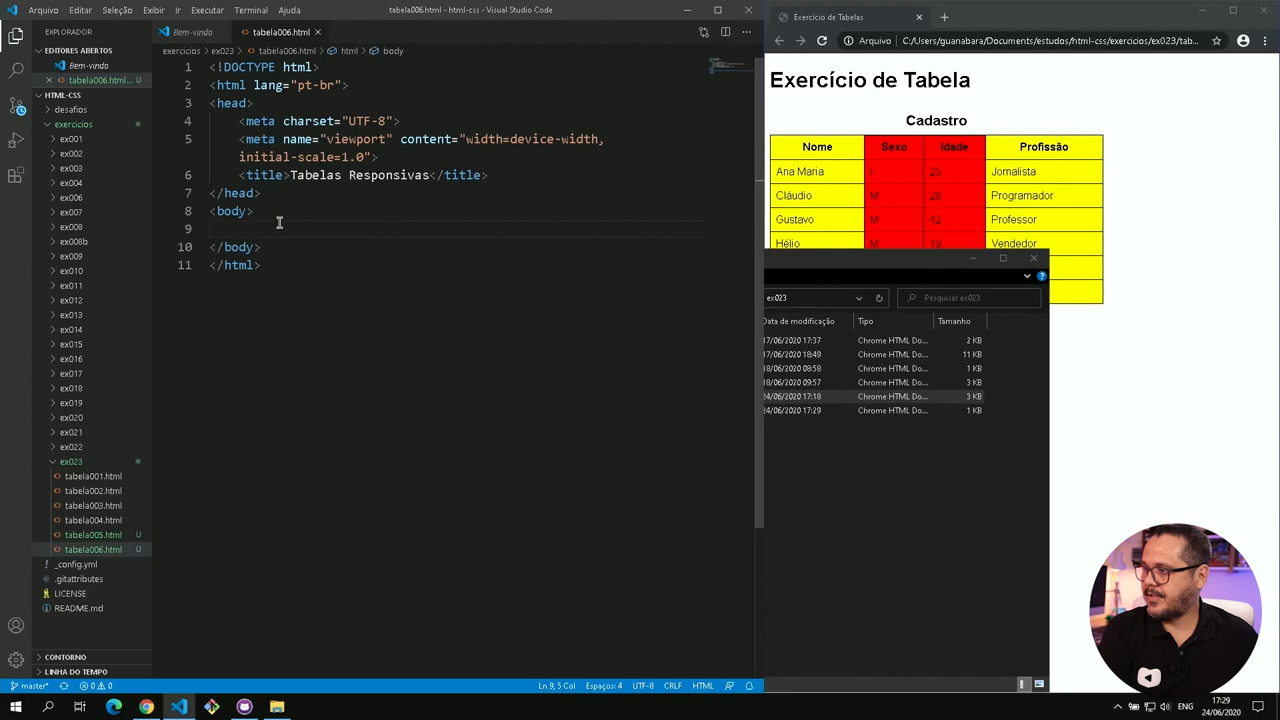 Arquivo Editar Seleção Exibir Ir Executar Terminal Ajuda
tabela006.html - html-css - Visual Studio Code
EXPLORADOR
EDITORES ABERTOS
Bem-vindo
tabela006.html... U
HTML-CSS
desafios
exercicios
ex001
ex002
ex003
ex004
ex006
ex007
ex008
ex008b
ex009
ex010
ex011
ex012
ex013
ex014
ex015
ex016
ex017
ex018
ex019
ex020
ex021
ex022
ex023
tabela001.html
tabela002.html
tabela003.html
tabela004.html
tabela005.html U
tabela006.html U
_config.yml
.gitattributes
LICENSE
README.md
CONTORNO
LINHA DO TEMPO
Bem-vindo
tabela006.html
exercicios > ex023 > tabela006.html > html > body
1 <!DOCTYPE html>
2 <html lang="pt-br">
3 <head>
4 <meta charset="UTF-8">
5 <meta name="viewport" content="width=device-width,
initial-scale=1.0">
6 <title>Tabelas Responsivas</title>
7 </head>
8 <body>
9
10 </body>
11 </html>
master* 0 0 Ln 9, 5 Col Espaços: 4 UTF-8 CRLF HTML
Exercício de Tabelas
Arquivo C:/Users/guanabara/Documents/estudos/html-css/exercicios/ex023/tab...
Exercício de Tabela
Cadastro
Nome Sexo Idade Profissão
Ana Maria F 25 Jornalista
Cláudio M 28 Programador
Gustavo M 42 Professor
Hélio M 19 Vendedor
ex023 Pesquisar ex023
Data de modificação Tipo Tamanho
17/06/2020 17:37 Chrome HTML Do... 2 KB
17/06/2020 18:49 Chrome HTML Do... 11 KB
18/06/2020 08:58 Chrome HTML Do... 1 KB
18/06/2020 09:57 Chrome HTML Do... 3 KB
24/06/2020 17:18 Chrome HTML Do... 3 KB
24/06/2020 17:29 Chrome HTML Do... 1 KB
ENG
17:29
24/06/2020